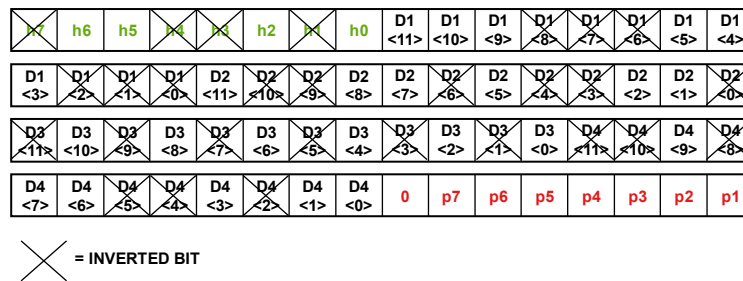 h7 h6 h5 h4 h3 h2 h1 h0 D1 D1 D1 D1 D1 D1 D1 D1
<11> <10> <9> <8> <7> <6> <5> <4>
D1 D1 D1 D1 D2 D2 D2 D2 D2 D2 D2 D2 D2 D2 D2 D2
<3> <2> <1> <0> <11> <10> <9> <8> <7> <6> <5> <4> <3> <2> <1> <0>
D3 D3 D3 D3 D3 D3 D3 D3 D3 D3 D3 D3 D4 D4 D4 D4
<11> <10> <9> <8> <7> <6> <5> <4> <3> <2> <1> <0> <11> <10> <9> <8>
D4 D4 D4 D4 D4 D4 D4 D4 0 p7 p6 p5 p4 p3 p2 p1
<7> <6> <5> <4> <3> <2> <1> <0>
= INVERTED BIT